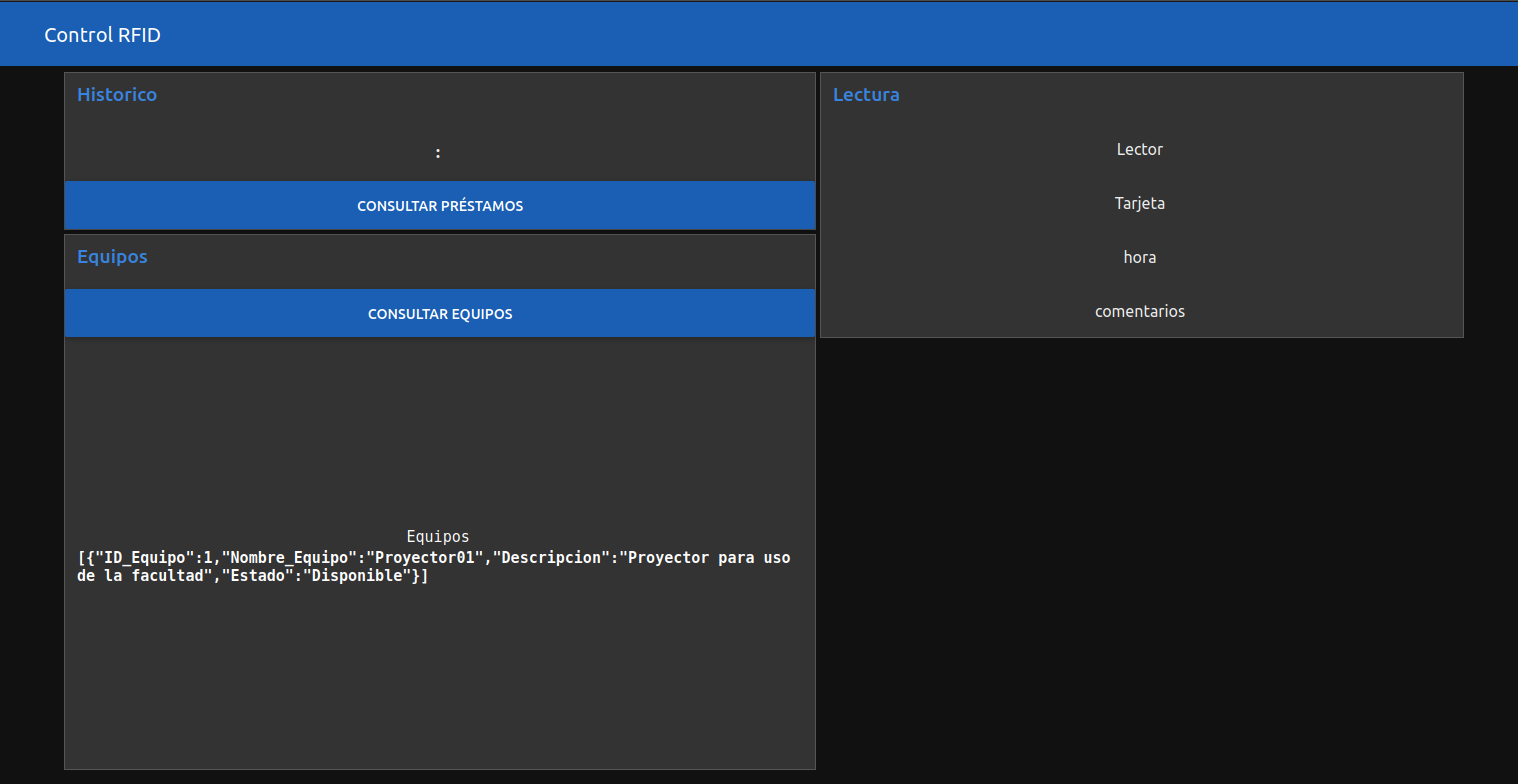 Control RFID
Historico
:
CONSULTAR PRÉSTAMOS
Equipos
CONSULTAR EQUIPOS
Equipos
[{"ID_Equipo":1,"Nombre_Equipo":"Proyector01","Descripcion":"Proyector para uso
de la facultad","Estado":"Disponible"}]
Lectura
Lector
Tarjeta
hora
comentarios